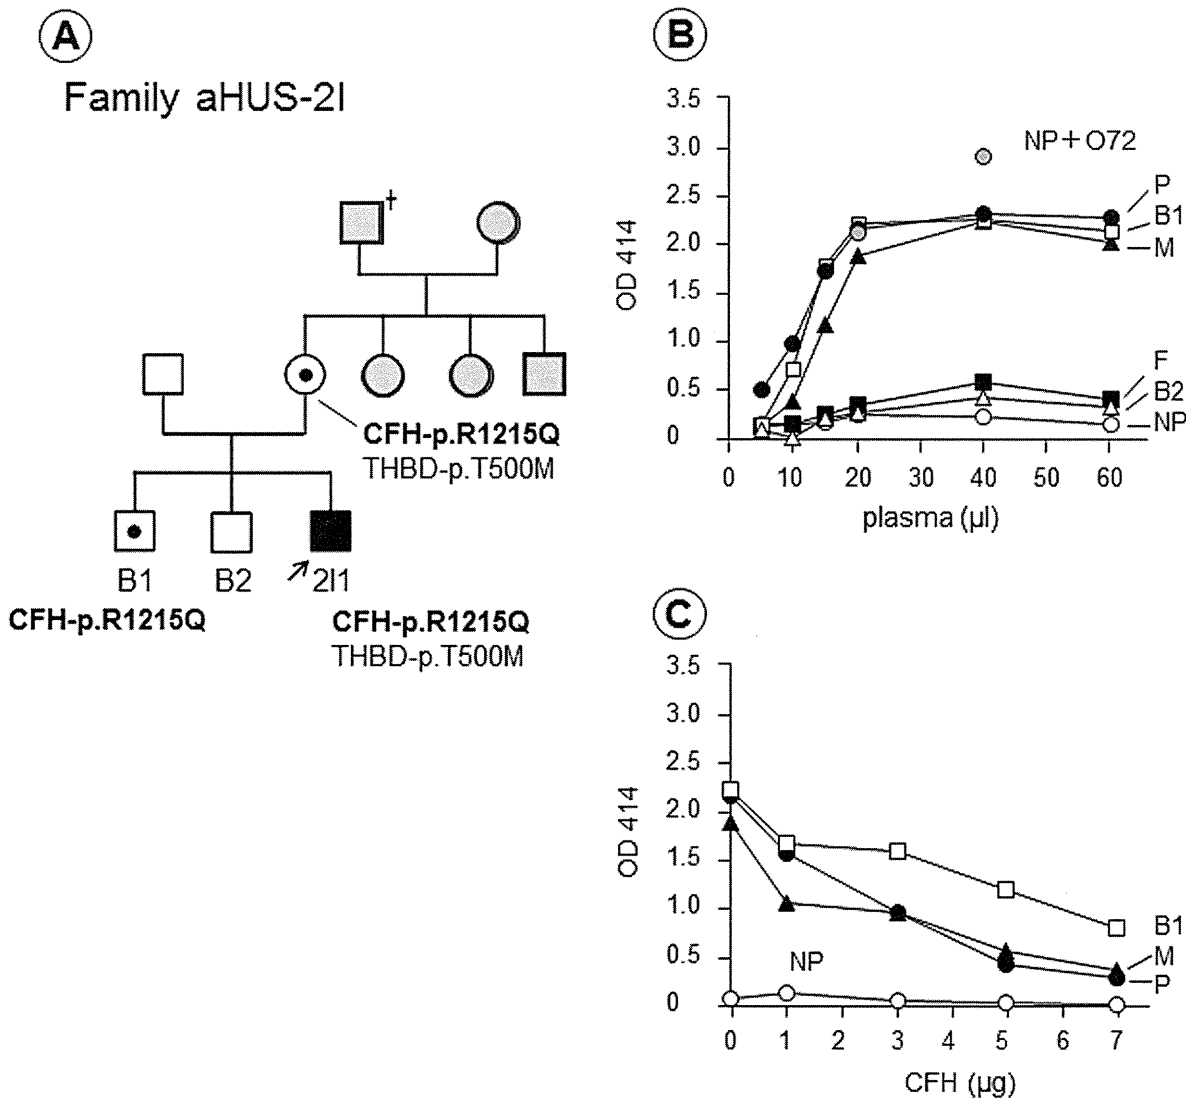 A
Family aHUS-2I
†
CFH-p.R1215Q
THBD-p.T500M
B1
B2
2I1
CFH-p.R1215Q
CFH-p.R1215Q
THBD-p.T500M
B
3.5
3.0
2.5
2.0
1.5
1.0
0.5
0
OD 414
NP+O72
P
B1
M
F
B2
NP
0 10 20 30 40 50 60
plasma (µl)
C
3.5
3.0
2.5
2.0
1.5
1.0
0.5
0
OD 414
NP
B1
M
P
0 1 2 3 4 5 6 7
CFH (µg)